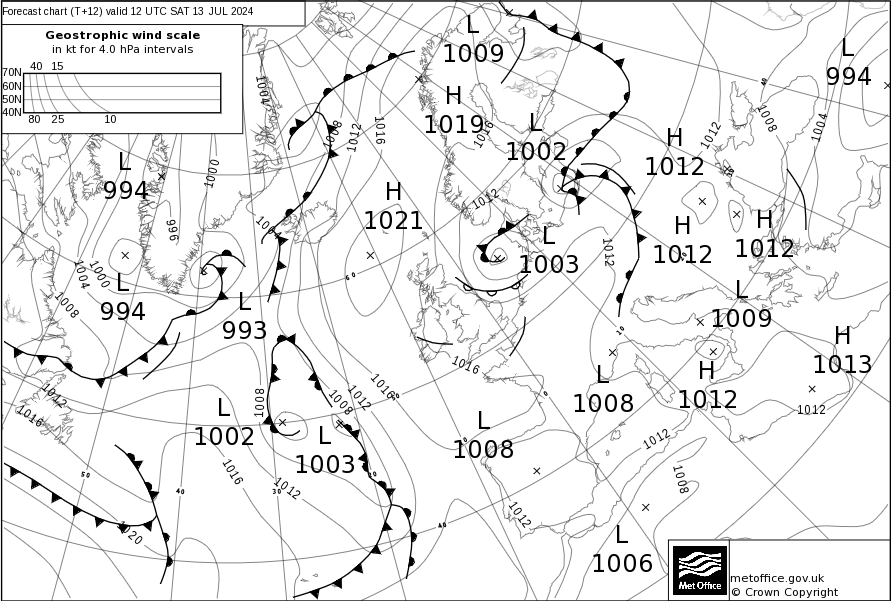 Forecast chart (T+12) valid 12 UTC SAT 13 JUL 2024
Geostrophic wind scale
in kt for 4.0 hPa intervals
40 15
70N
60N
50N
40N
80 25 10
L
1009
L
994
H
1019
L
1002
H
1012
L
994
H
1021
H
1012
H
1012
L
1003
L
994
L
993
L
1009
H
1013
L
1008
H
1012
L
1002
L
1003
L
1008
L
1006
1004
1008
1012
1016
1016
1012
1008
1004
1000
996
1004
1000
1004
1008
1012
1012
1012
1016
1008
1008
1012
1016
1016
1012
1012
1016
1012
1008
1012
1020
50
40
30
40
60
10
0
metoffice.gov.uk
© Crown Copyright
Met Office